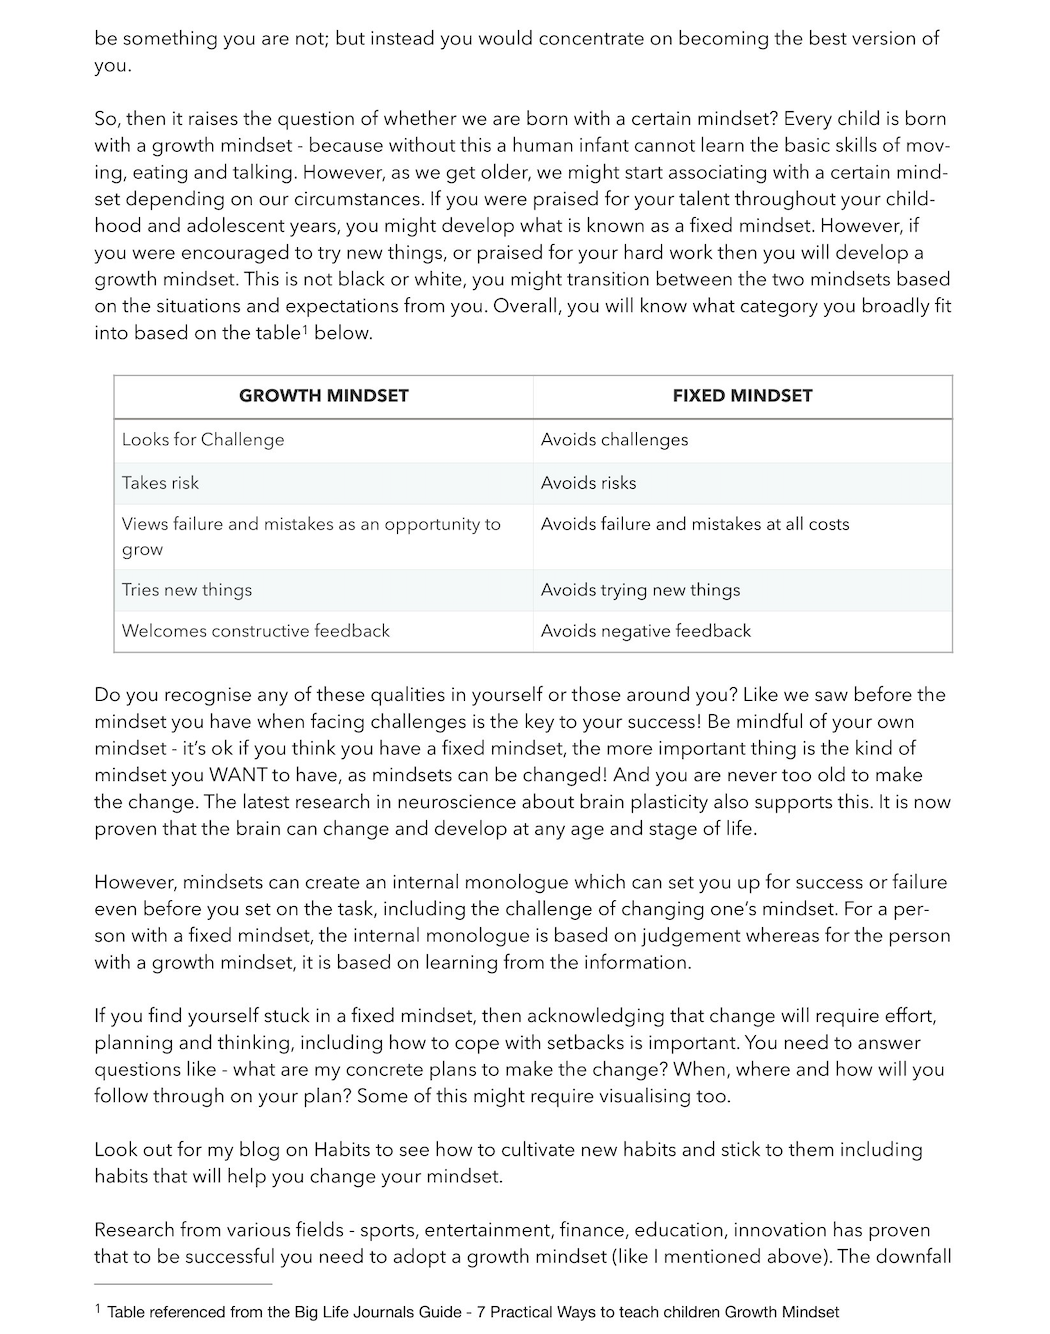 be something you are not; but instead you would concentrate on becoming the best version of
you.
So, then it raises the question of whether we are born with a certain mindset? Every child is born
with a growth mindset - because without this a human infant cannot learn the basic skills of mov-
ing, eating and talking. However, as we get older, we might start associating with a certain mind-
set depending on our circumstances. If you were praised for your talent throughout your child-
hood and adolescent years, you might develop what is known as a fixed mindset. However, if
you were encouraged to try new things, or praised for your hard work then you will develop a
growth mindset. This is not black or white, you might transition between the two mindsets based
on the situations and expectations from you. Overall, you will know what category you broadly fit
into based on the table1 below.
GROWTH MINDSET FIXED MINDSET
Looks for Challenge Avoids challenges
Takes risk Avoids risks
Views failure and mistakes as an opportunity to Avoids failure and mistakes at all costs
grow
Tries new things Avoids trying new things
Welcomes constructive feedback Avoids negative feedback
Do you recognise any of these qualities in yourself or those around you? Like we saw before the
mindset you have when facing challenges is the key to your success! Be mindful of your own
mindset - it’s ok if you think you have a fixed mindset, the more important thing is the kind of
mindset you WANT to have, as mindsets can be changed! And you are never too old to make
the change. The latest research in neuroscience about brain plasticity also supports this. It is now
proven that the brain can change and develop at any age and stage of life.
However, mindsets can create an internal monologue which can set you up for success or failure
even before you set on the task, including the challenge of changing one’s mindset. For a per-
son with a fixed mindset, the internal monologue is based on judgement whereas for the person
with a growth mindset, it is based on learning from the information.
If you find yourself stuck in a fixed mindset, then acknowledging that change will require effort,
planning and thinking, including how to cope with setbacks is important. You need to answer
questions like - what are my concrete plans to make the change? When, where and how will you
follow through on your plan? Some of this might require visualising too.
Look out for my blog on Habits to see how to cultivate new habits and stick to them including
habits that will help you change your mindset.
Research from various fields - sports, entertainment, finance, education, innovation has proven
that to be successful you need to adopt a growth mindset (like I mentioned above). The downfall
1 Table referenced from the Big Life Journals Guide - 7 Practical Ways to teach children Growth Mindset